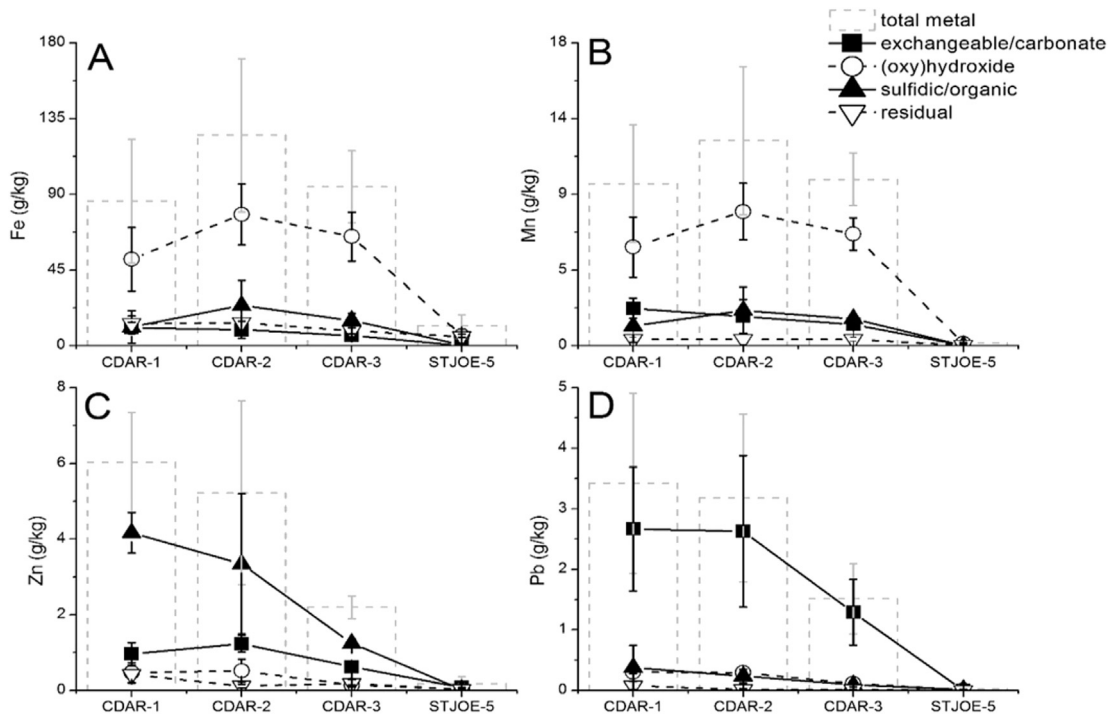 total metal
exchangeable/carbonate
(oxy)hydroxide
sulfidic/organic
residual
A
180
135
90
45
0
Fe (g/kg)
CDAR-1 CDAR-2 CDAR-3 STJOE-5
B
18
14
9
5
0
Mn (g/kg)
CDAR-1 CDAR-2 CDAR-3 STJOE-5
C
8
6
4
2
0
Zn (g/kg)
CDAR-1 CDAR-2 CDAR-3 STJOE-5
D
5
4
3
2
1
0
Pb (g/kg)
CDAR-1 CDAR-2 CDAR-3 STJOE-5